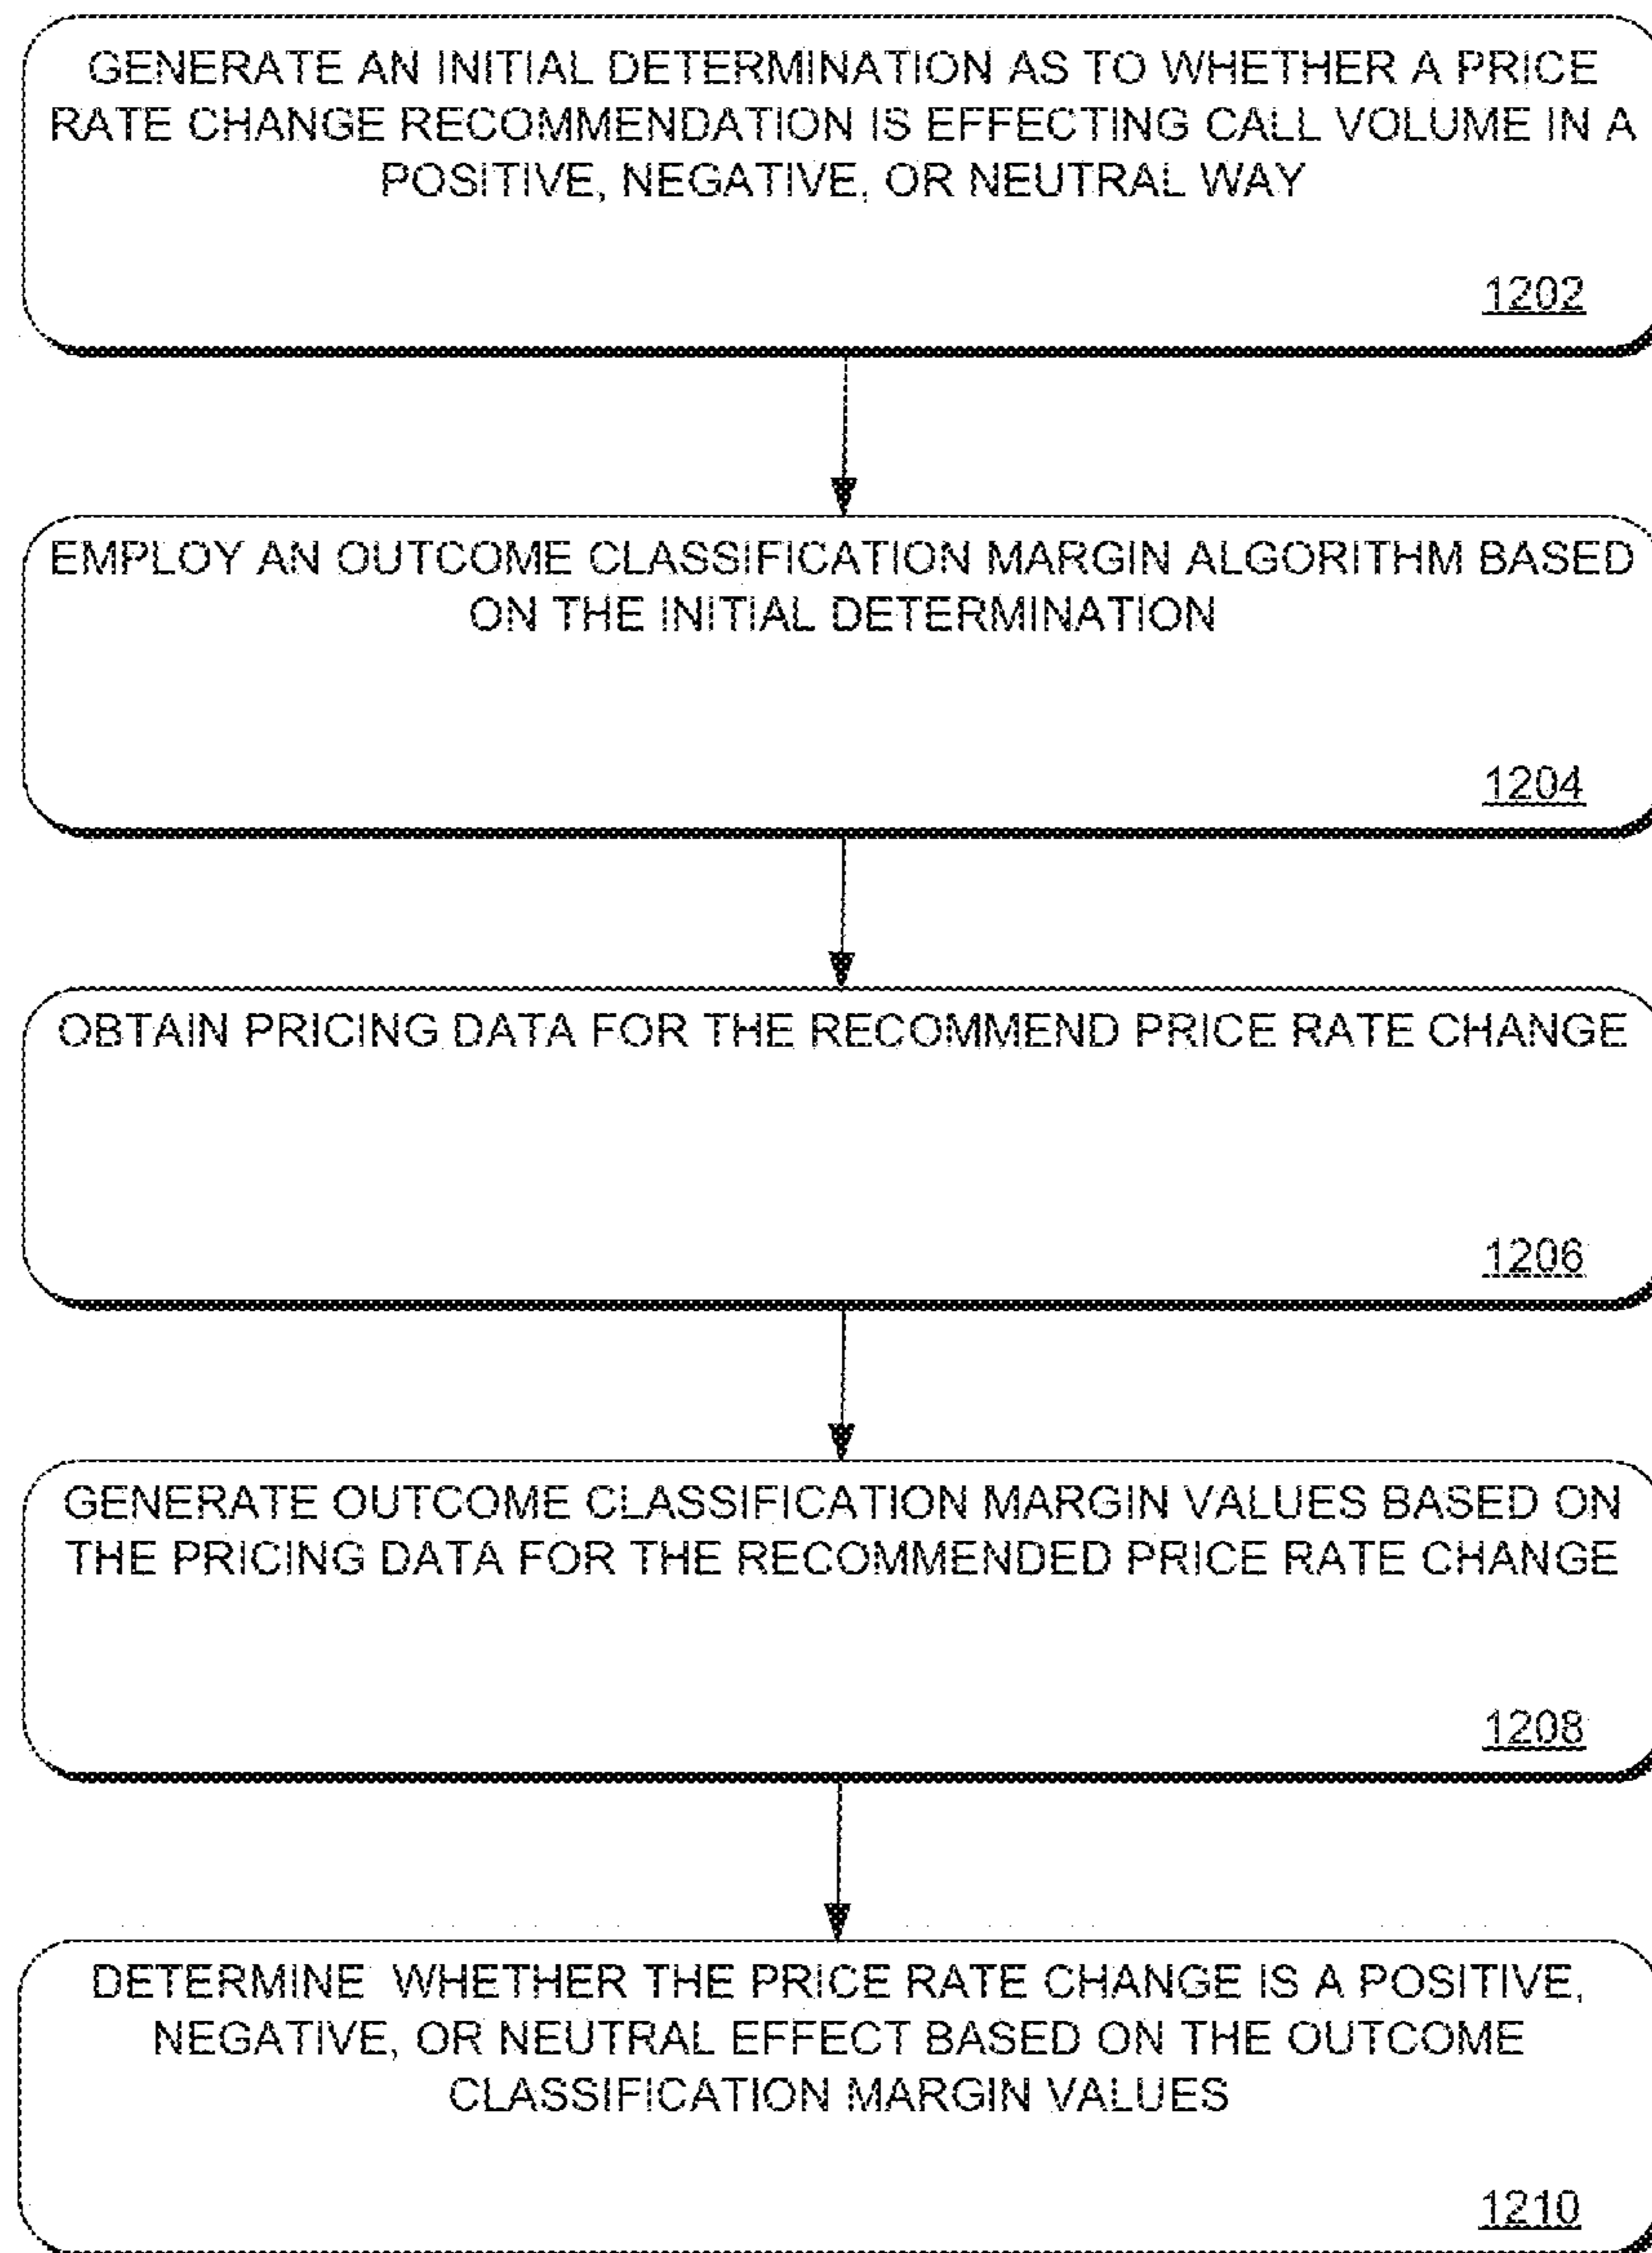 GENERATE AN INITIAL DETERMINATION AS TO WHETHER A PRICE
RATE CHANGE RECOMMENDATION IS EFFECTING CALL VOLUME IN A
POSITIVE, NEGATIVE, OR NEUTRAL WAY
1202
EMPLOY AN OUTCOME CLASSIFICATION MARGIN ALGORITHM BASED
ON THE INITIAL DETERMINATION
1204
OBTAIN PRICING DATA FOR THE RECOMMEND PRICE RATE CHANGE
1206
GENERATE OUTCOME CLASSIFICATION MARGIN VALUES BASED ON
THE PRICING DATA FOR THE RECOMMENDED PRICE RATE CHANGE
1208
DETERMINE WHETHER THE PRICE RATE CHANGE IS A POSITIVE,
NEGATIVE, OR NEUTRAL EFFECT BASED ON THE OUTCOME
CLASSIFICATION MARGIN VALUES
1210